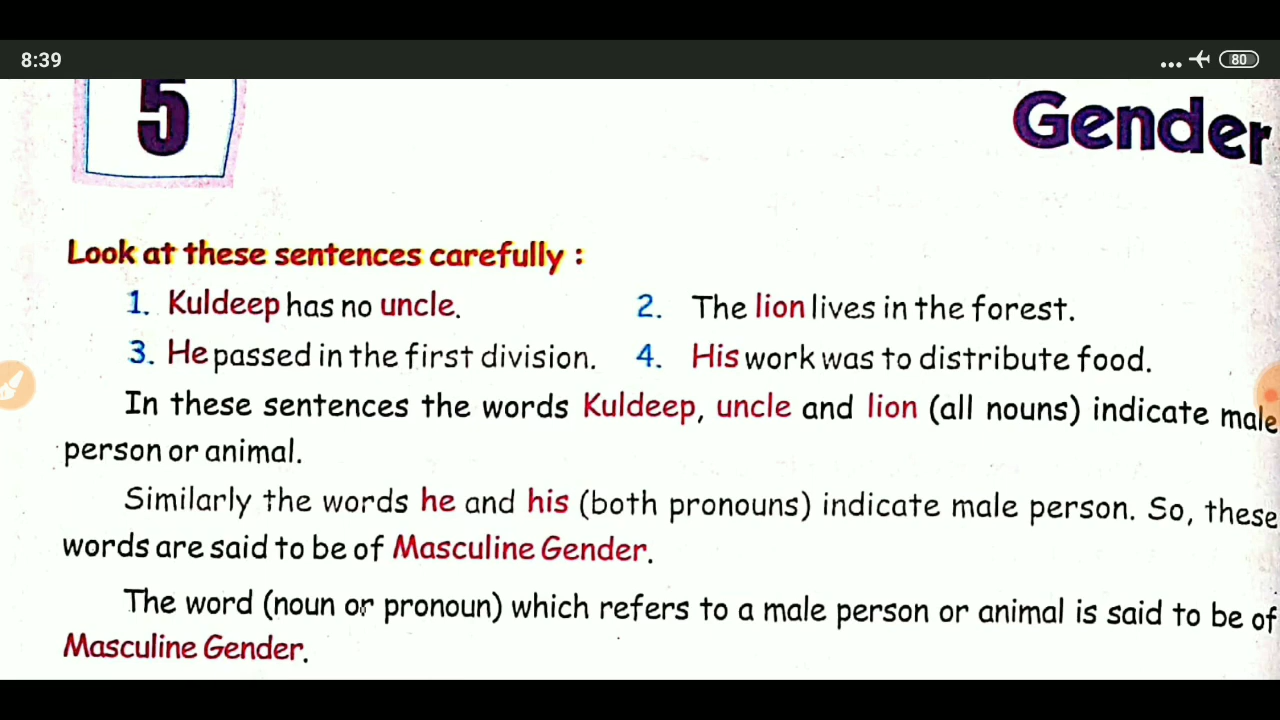 8:39
80
5
Gender
Look at these sentences carefully :
1. Kuldeep has no uncle.
2. The lion lives in the forest.
3. He passed in the first division.
4. His work was to distribute food.
In these sentences the words Kuldeep, uncle and lion (all nouns) indicate male
person or animal.
Similarly the words he and his (both pronouns) indicate male person. So, these
words are said to be of Masculine Gender.
The word (noun or pronoun) which refers to a male person or animal is said to be of
Masculine Gender.